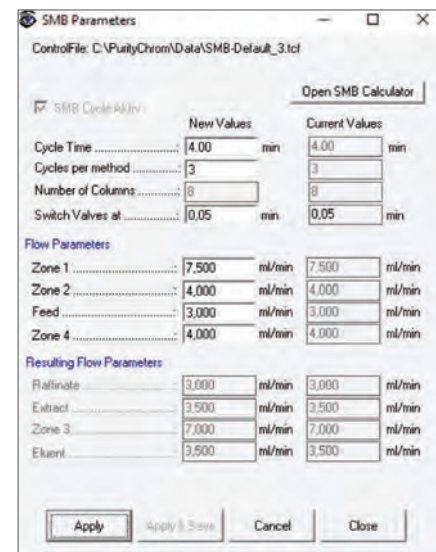 SMB Parameters
ControlFile: C:\PurityChrom\Data\SMB-Default_3.tcf
Open SMB Calculator
SMB Cycle Aktiv
New Values Current Values
Cycle Time ........................: 4.00 min 4.00 min
Cycles per method ............: 3 3
Number of Columns ..........: 8 8
Switch Valves at ...............: 0,05 min 0,05 min
Flow Parameters
Zone 1 ..............................: 7,500 ml/min 7,500 ml/min
Zone 2 ..............................: 4,000 ml/min 4,000 ml/min
Feed .................................: 3,000 ml/min 3,000 ml/min
Zone 4 ..............................: 4,000 ml/min 4,000 ml/min
Resulting Flow Parameters
Raffinate ...........................: 3,000 ml/min 3,000 ml/min
Extract ..............................: 3,500 ml/min 3,500 ml/min
Zone 3 ..............................: 7,000 ml/min 7,000 ml/min
Eluent ...............................: 3,500 ml/min 3,500 ml/min
Apply Apply & Save Cancel Close